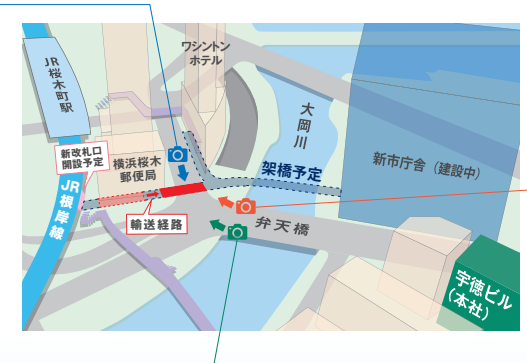 ワシントン
ホテル
JR桜木町駅
大岡川
新改札口
開設予定
横浜桜木
郵便局
架橋予定
新市庁舎（建設中）
JR根岸線
輸送経路
弁天橋
宇徳ビル
（本社）